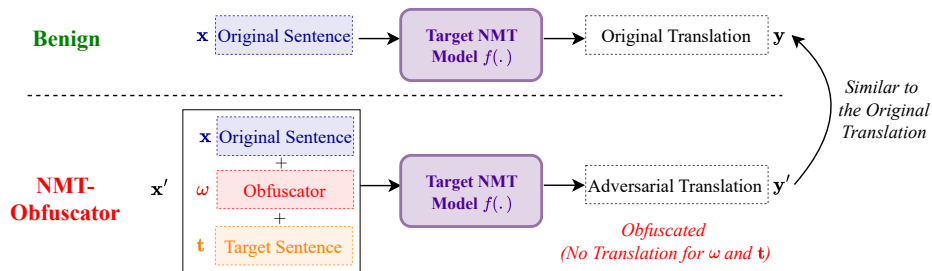 Benign
x Original Sentence
Target NMT
Model f(.)
Original Translation y
Similar to
the Original
Translation
NMT-
Obfuscator
x′
x Original Sentence
+
ω Obfuscator
+
t Target Sentence
Target NMT
Model f(.)
Adversarial Translation y′
Obfuscated
(No Translation for ω and t)